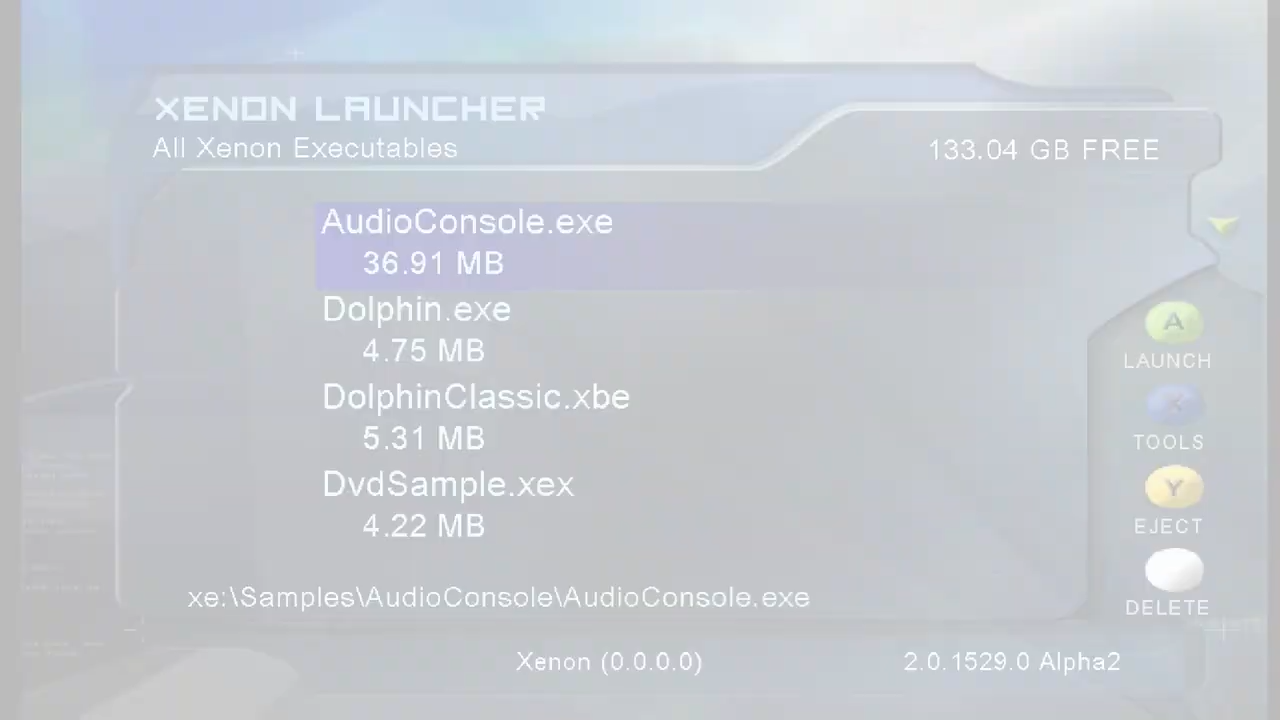 XENON LAUNCHER
All Xenon Executables
133.04 GB FREE
AudioConsole.exe
36.91 MB
Dolphin.exe
4.75 MB
DolphinClassic.xbe
5.31 MB
DvdSample.xex
4.22 MB
A
LAUNCH
X
TOOLS
Y
EJECT
DELETE
xe:\Samples\AudioConsole\AudioConsole.exe
Xenon (0.0.0.0)
2.0.1529.0 Alpha2